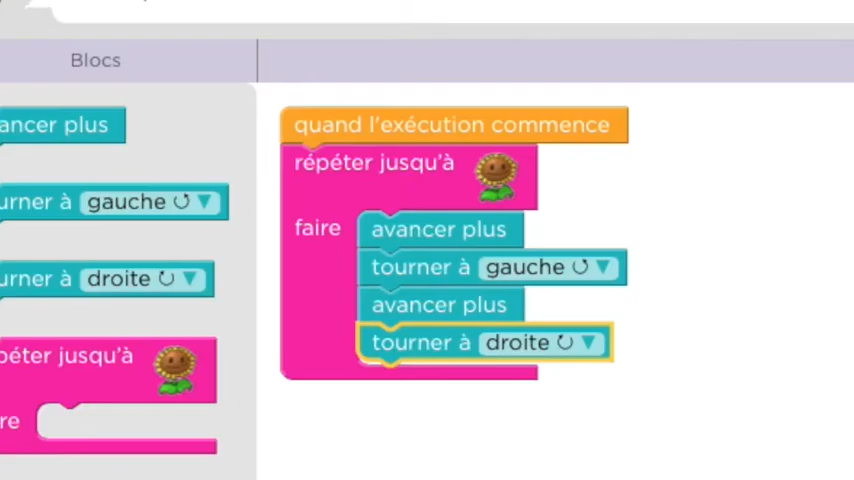 Blocs
ancer plus
urner à gauche
urner à droite
péter jusqu'à
re
quand l'exécution commence
répéter jusqu'à
faire
avancer plus
tourner à gauche
avancer plus
tourner à droite